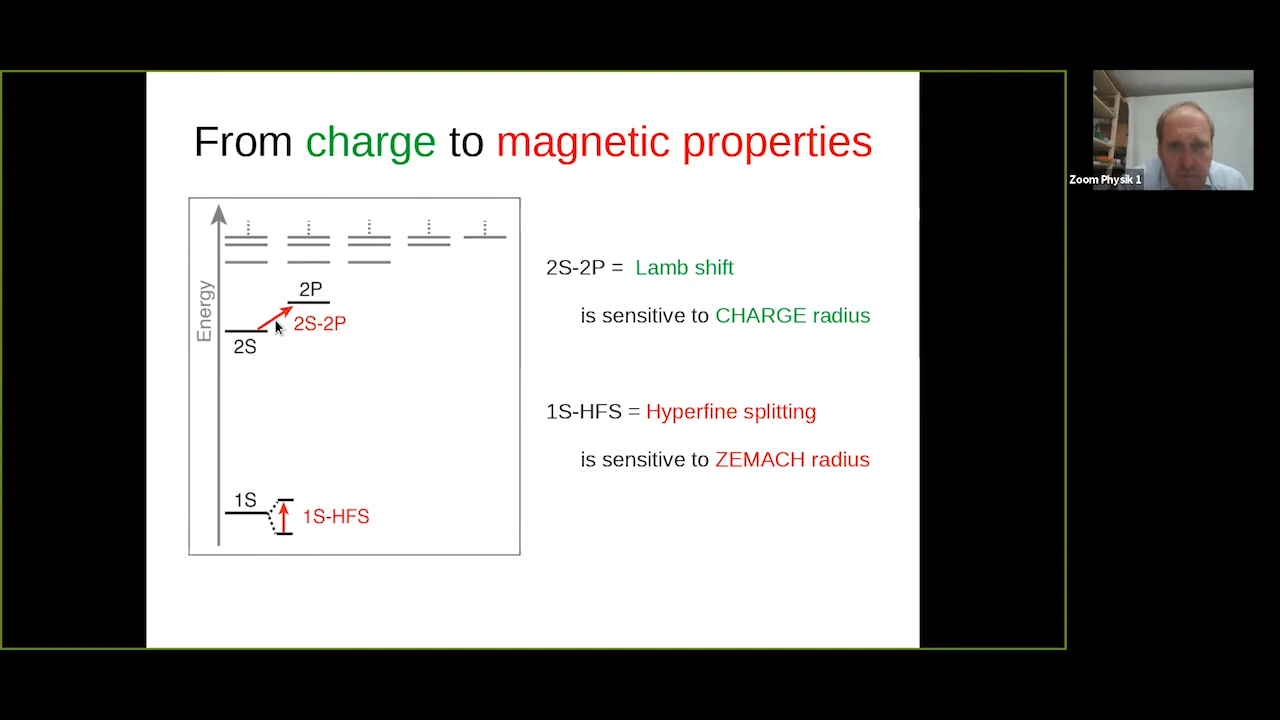 From charge to magnetic properties
Zoom Physik 1
Energy
2P
2S-2P
2S
1S
1S-HFS
2S-2P = Lamb shift
is sensitive to CHARGE radius
1S-HFS = Hyperfine splitting
is sensitive to ZEMACH radius